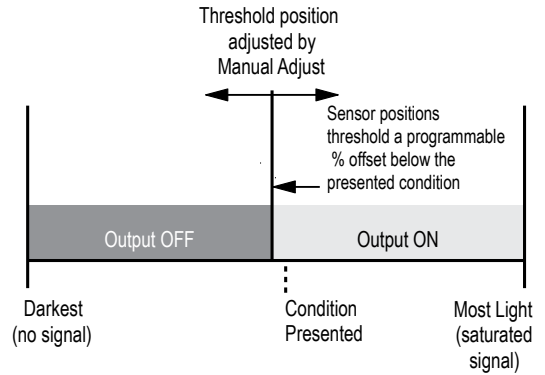 Threshold position
adjusted by
Manual Adjust
Sensor positions
threshold a programmable
% offset below the
presented condition
Output OFF
Output ON
Darkest
(no signal)
Condition
Presented
Most Light
(saturated
signal)